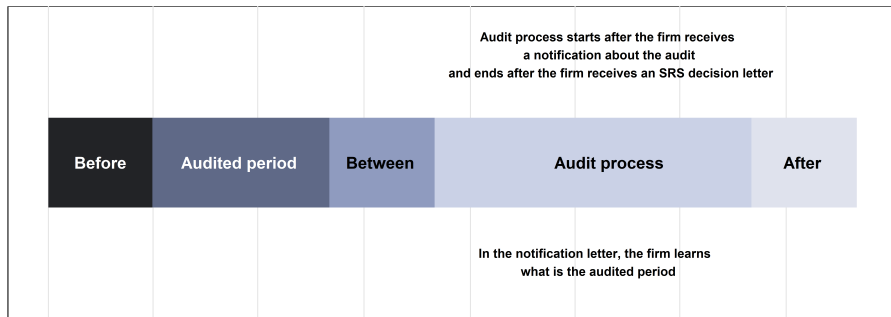 Audit process starts after the firm receives
a notification about the audit
and ends after the firm receives an SRS decision letter
Before
Audited period
Between
Audit process
After
In the notification letter, the firm learns
what is the audited period